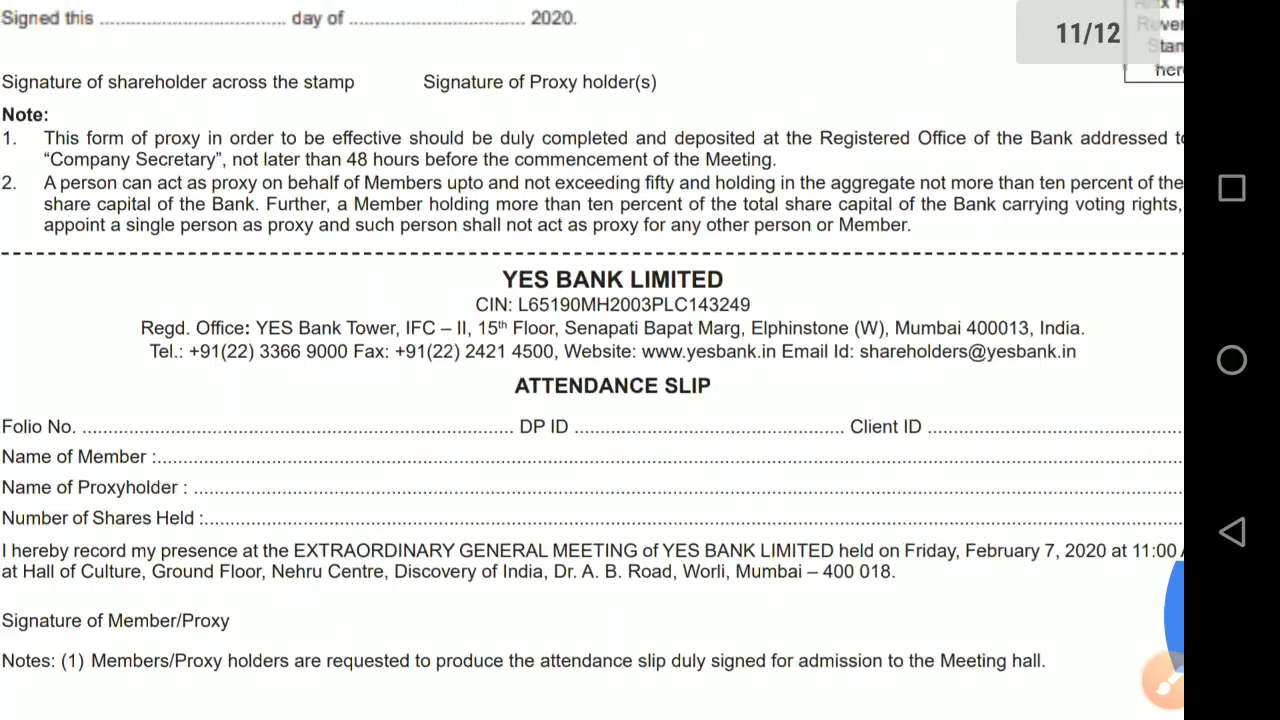 Signed this ................................... day of ................................. 2020.
11/12
Signature of shareholder across the stamp Signature of Proxy holder(s)
Note:
1. This form of proxy in order to be effective should be duly completed and deposited at the Registered Office of the Bank addressed
“Company Secretary”, not later than 48 hours before the commencement of the Meeting.
2. A person can act as proxy on behalf of Members upto and not exceeding fifty and holding in the aggregate not more than ten percent of the
share capital of the Bank. Further, a Member holding more than ten percent of the total share capital of the Bank carrying voting rights,
appoint a single person as proxy and such person shall not act as proxy for any other person or Member.
YES BANK LIMITED
CIN: L65190MH2003PLC143249
Regd. Office: YES Bank Tower, IFC – II, 15th Floor, Senapati Bapat Marg, Elphinstone (W), Mumbai 400013, India.
Tel.: +91(22) 3366 9000 Fax: +91(22) 2421 4500, Website: www.yesbank.in Email Id: shareholders@yesbank.in
ATTENDANCE SLIP
Folio No. .................................................................................. DP ID .................................................... Client ID ................................................
Name of Member :....................................................................................................
Name of Proxyholder : ....................................................................................................
Number of Shares Held :....................................................................................................
I hereby record my presence at the EXTRAORDINARY GENERAL MEETING of YES BANK LIMITED held on Friday, February 7, 2020 at 11:00
at Hall of Culture, Ground Floor, Nehru Centre, Discovery of India, Dr. A. B. Road, Worli, Mumbai – 400 018.
Signature of Member/Proxy
Notes: (1) Members/Proxy holders are requested to produce the attendance slip duly signed for admission to the Meeting hall.